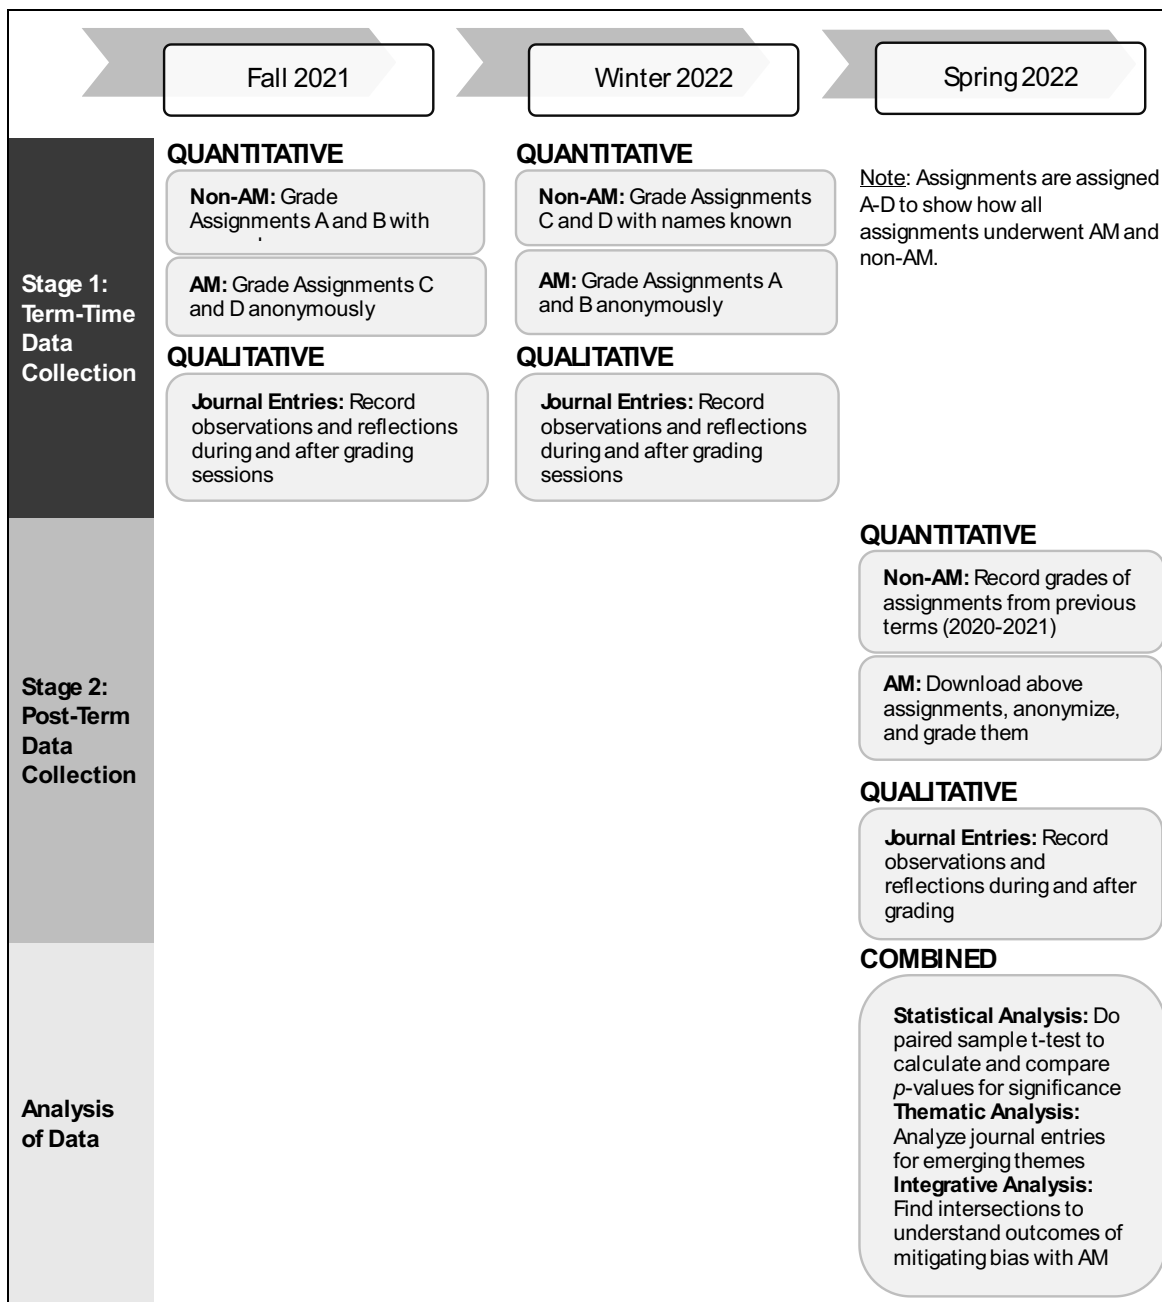 Fall 2021
Winter 2022
Spring 2022
Stage 1:
Term-Time
Data
Collection
QUANTITATIVE
Non-AM: Grade
Assignments A and B with
AM: Grade Assignments C
and D anonymously
QUALITATIVE
Journal Entries: Record
observations and reflections
during and after grading
sessions
QUANTITATIVE
Non-AM: Grade Assignments
C and D with names known
AM: Grade Assignments A
and B anonymously
QUALITATIVE
Journal Entries: Record
observations and reflections
during and after grading
sessions
Note: Assignments are assigned
A-D to show how all
assignments underwent AM and
non-AM.
Stage 2:
Post-Term
Data
Collection
QUANTITATIVE
Non-AM: Record grades of
assignments from previous
terms (2020-2021)
AM: Download above
assignments, anonymize,
and grade them
QUALITATIVE
Journal Entries: Record
observations and
reflections during and after
grading
Analysis
of Data
COMBINED
Statistical Analysis: Do
paired sample t-test to
calculate and compare
p-values for significance
Thematic Analysis:
Analyze journal entries
for emerging themes
Integrative Analysis:
Find intersections to
understand outcomes of
mitigating bias with AM